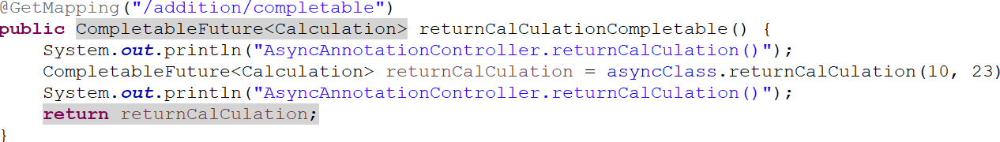 @GetMapping("/addition/completable")
public CompletableFuture<Calculation> returnCalCulationCompletable() {
    System.out.println("AsyncAnnotationController.returnCalCulation()");
    CompletableFuture<Calculation> returnCalCulation = asyncClass.returnCalCulation(10, 23)
    System.out.println("AsyncAnnotationController.returnCalCulation()");
    return returnCalCulation;
}